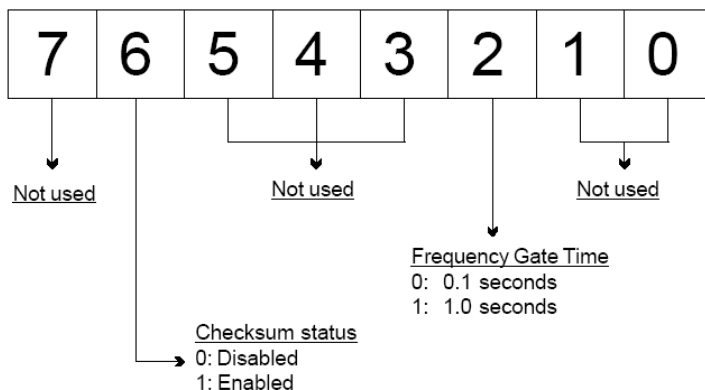 7 6 5 4 3 2 1 0
Not used
Not used
Not used
Frequency Gate Time
0: 0.1 seconds
1: 1.0 seconds
Checksum status
0: Disabled
1: Enabled